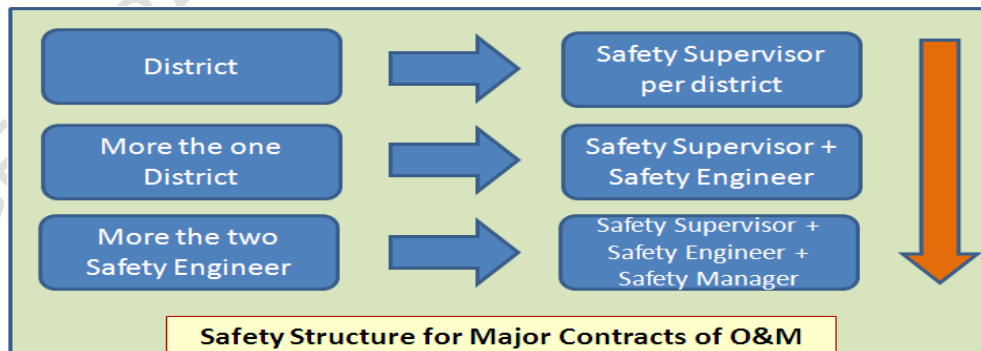 District
Safety Supervisor
per district
More the one
District
Safety Supervisor +
Safety Engineer
More the two
Safety Engineer
Safety Supervisor +
Safety Engineer +
Safety Manager
Safety Structure for Major Contracts of O&M